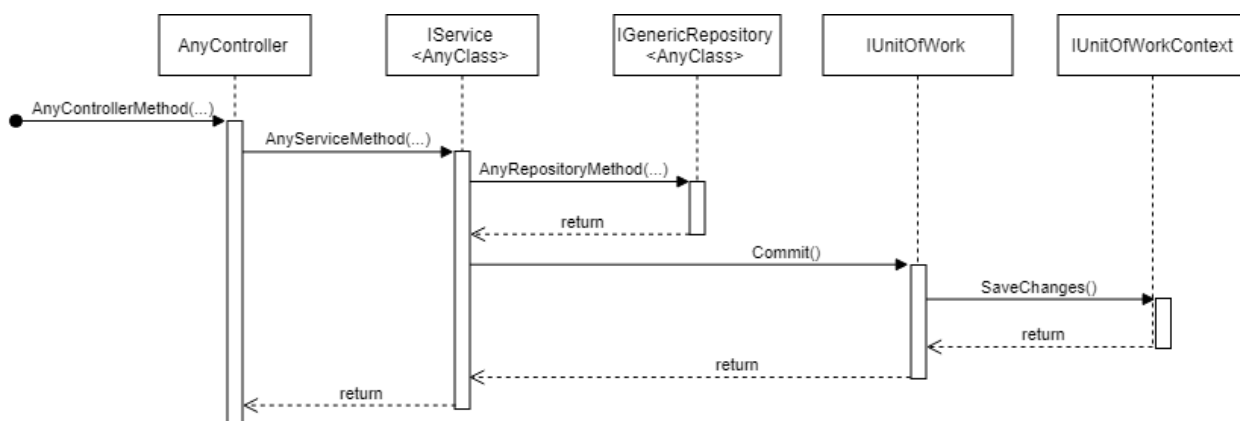 AnyController
IService
<AnyClass>
IGenericRepository
<AnyClass>
IUnitOfWork
IUnitOfWorkContext
AnyControllerMethod(...)
AnyServiceMethod(...)
AnyRepositoryMethod(...)
return
Commit()
SaveChanges()
return
return
return